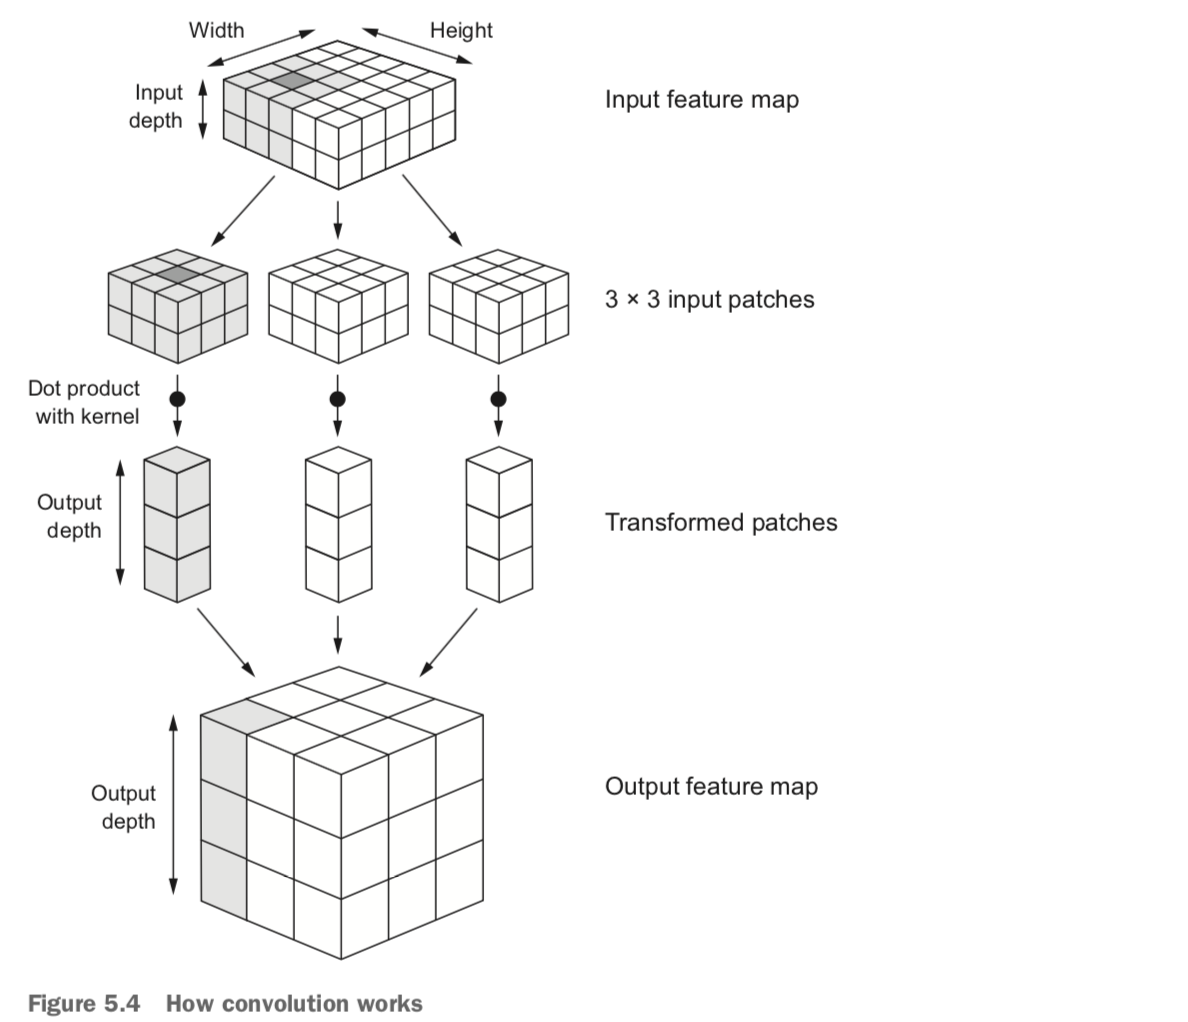 Width
Height
Input
depth
Input feature map
3 × 3 input patches
Dot product
with kernel
Output
depth
Transformed patches
Output
depth
Output feature map
Figure 5.4 How convolution works